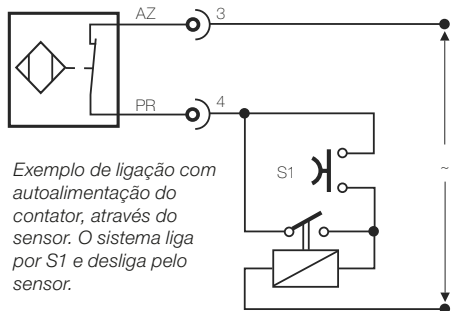 AZ
3
PR
4
S1
~
Exemplo de ligação com
autoalimentação do
contator, através do
sensor. O sistema liga
por S1 e desliga pelo
sensor.